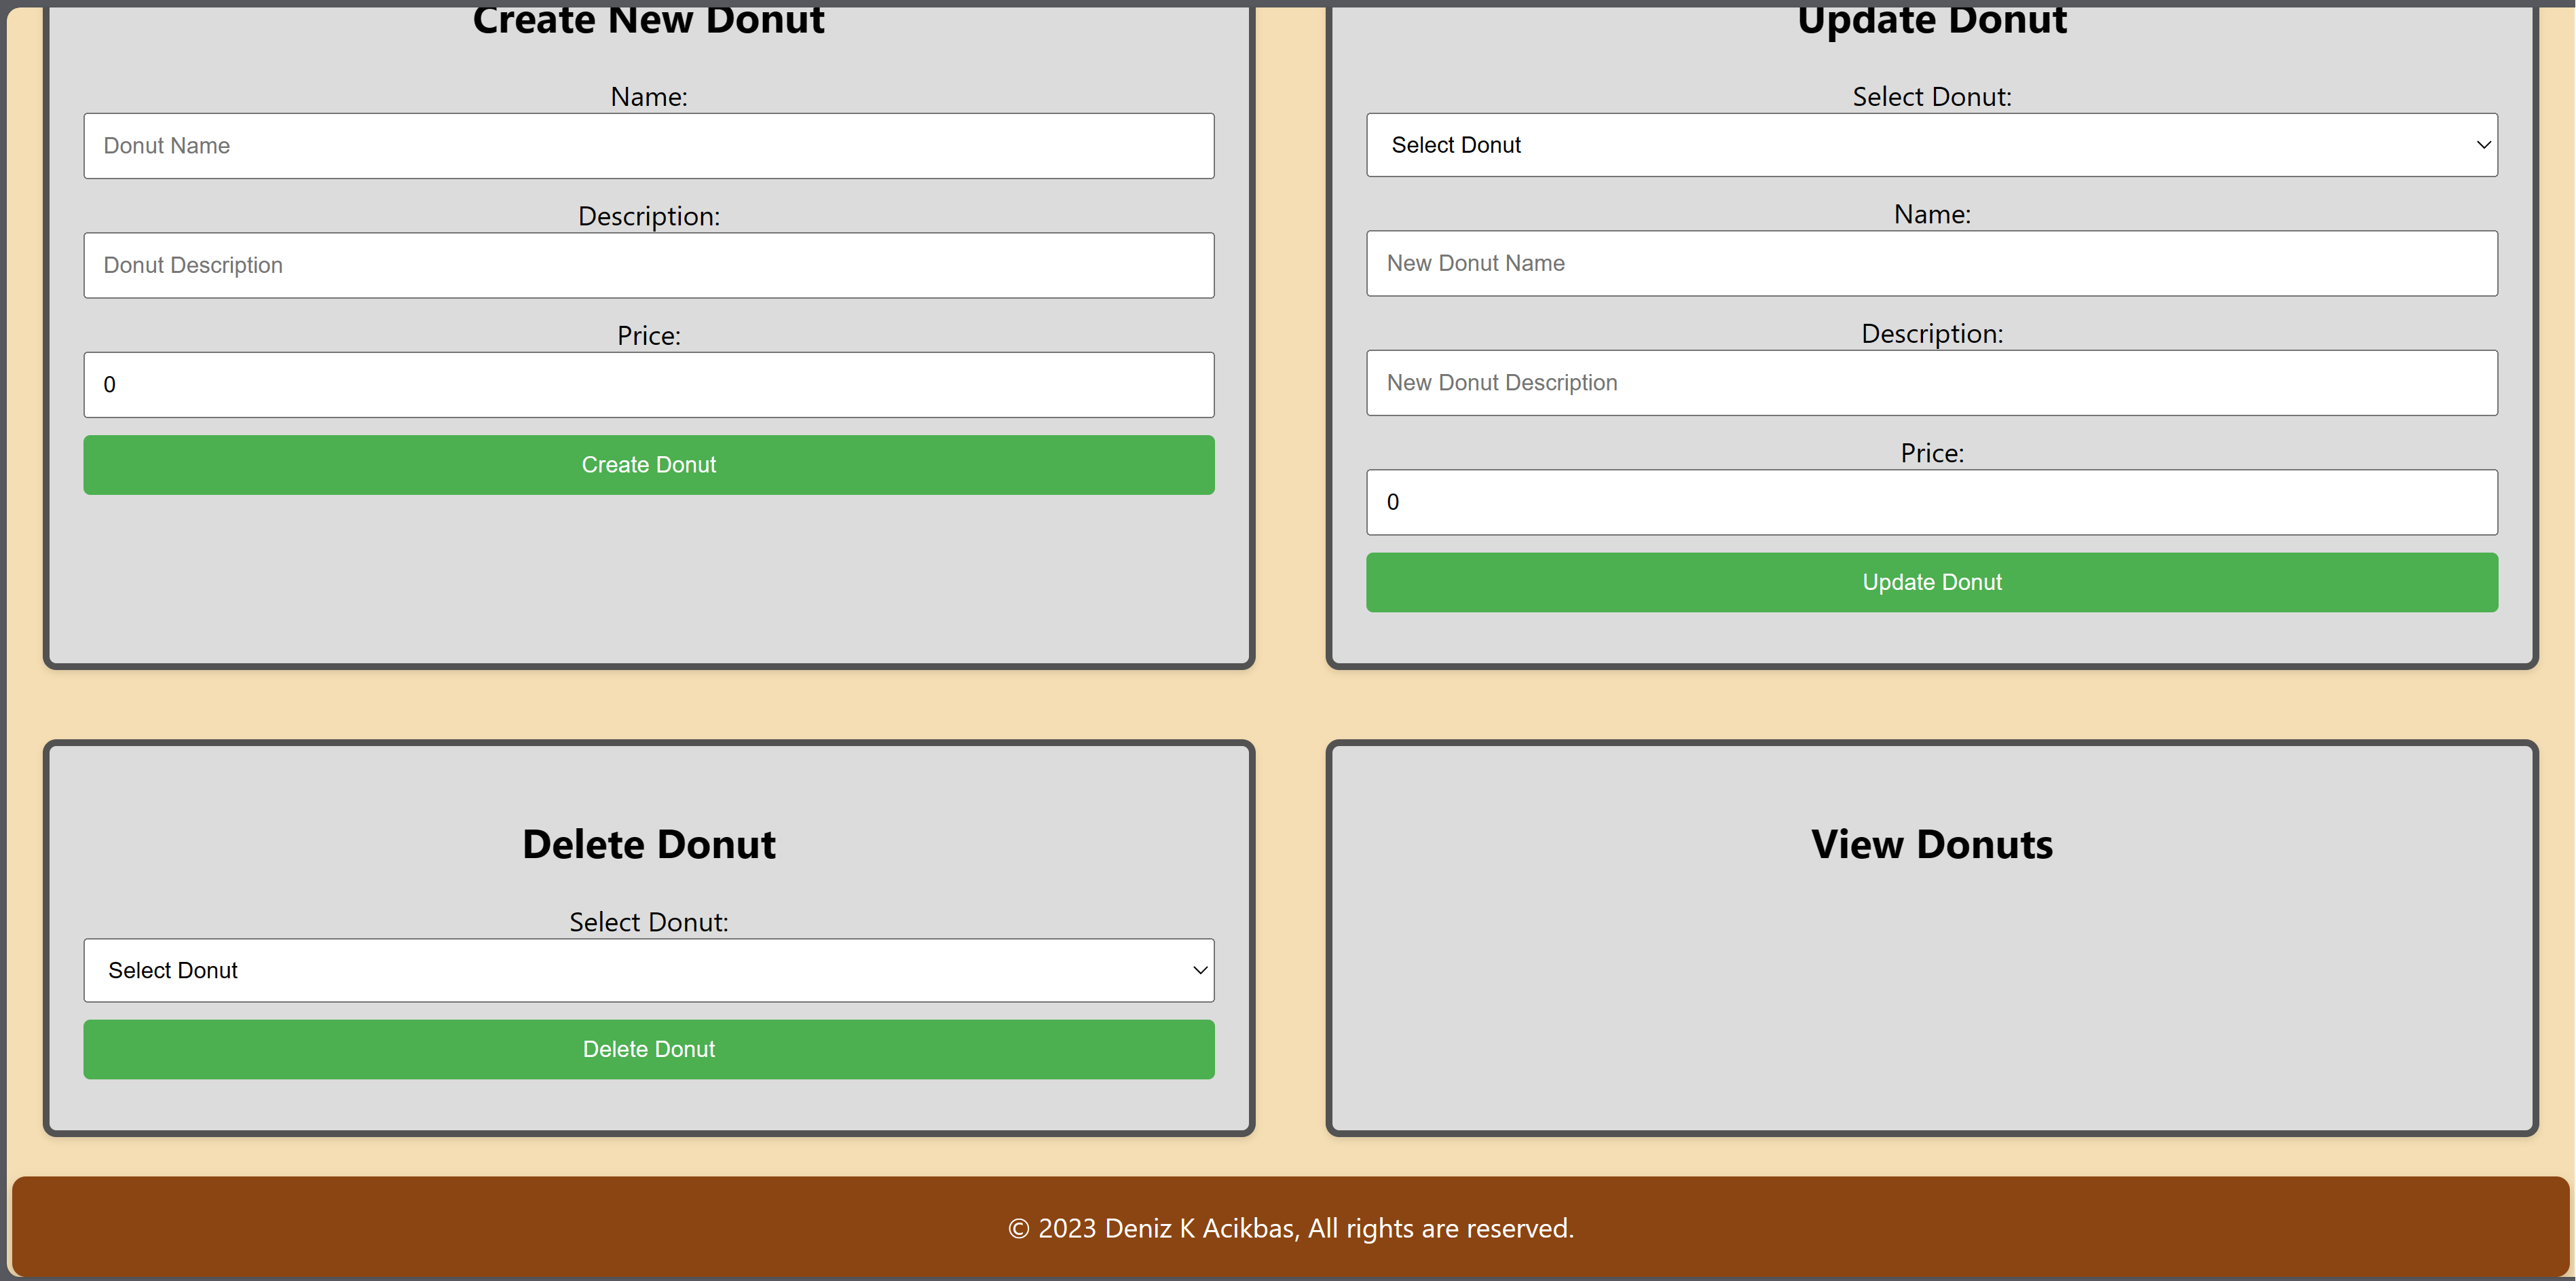 Create New Donut
Name:
Donut Name
Description:
Donut Description
Price:
0
Create Donut
Update Donut
Select Donut:
Select Donut
Name:
New Donut Name
Description:
New Donut Description
Price:
0
Update Donut
Delete Donut
Select Donut:
Select Donut
Delete Donut
View Donuts
© 2023 Deniz K Acikbas, All rights are reserved.